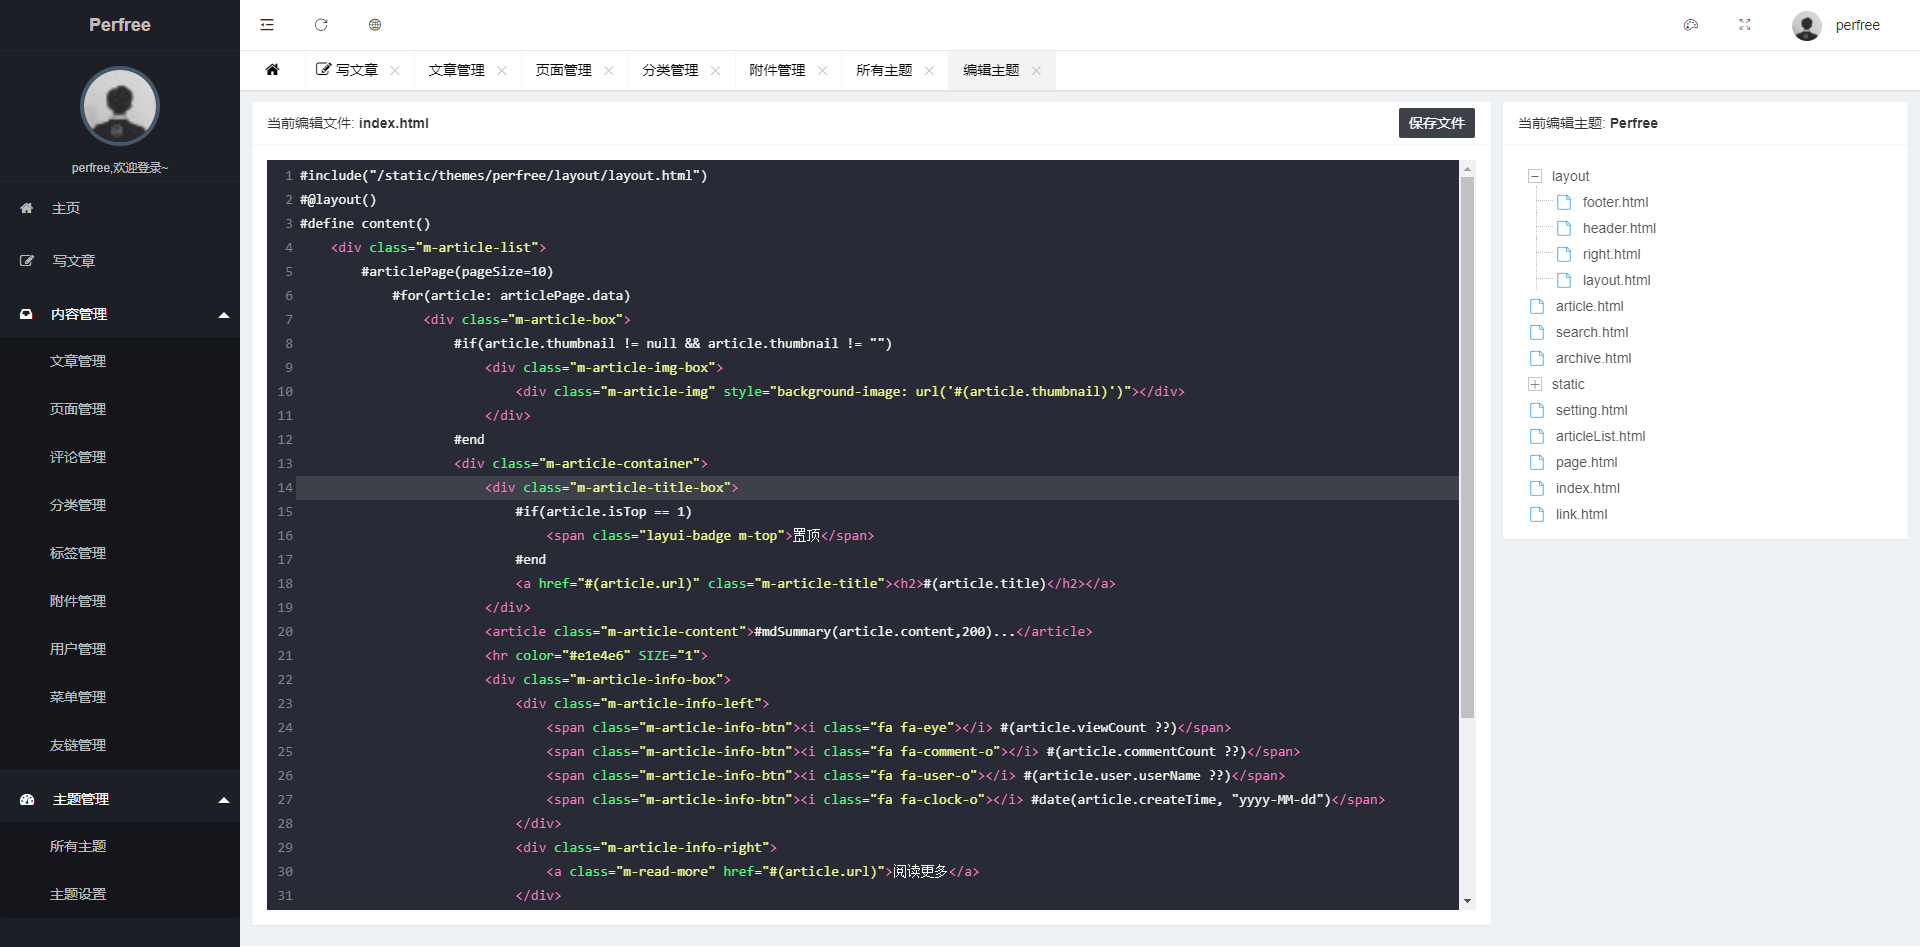 Perfree
perfree,欢迎登录~
主页
写文章
内容管理
文章管理
页面管理
评论管理
分类管理
标签管理
附件管理
用户管理
菜单管理
友链管理
主题管理
所有主题
主题设置
perfree
写文章
文章管理
页面管理
分类管理
附件管理
所有主题
编辑主题
当前编辑文件: index.html
保存文件
1 #include("/static/themes/perfree/layout/layout.html")
2 #@layout()
3 #define content()
4 <div class="m-article-list">
5 #articlePage(pageSize=10)
6 #for(article: articlePage.data)
7 <div class="m-article-box">
8 #if(article.thumbnail != null && article.thumbnail != "")
9 <div class="m-article-img-box">
10 <div class="m-article-img" style="background-image: url('#(article.thumbnail)')"></div>
11 </div>
12 #end
13 <div class="m-article-container">
14 <div class="m-article-title-box">
15 #if(article.isTop == 1)
16 <span class="layui-badge m-top">置顶</span>
17 #end
18 <a href="#(article.url)" class="m-article-title"><h2>#(article.title)</h2></a>
19 </div>
20 <article class="m-article-content">#mdSummary(article.content,200)...</article>
21 <hr color="#e1e4e6" SIZE="1">
22 <div class="m-article-info-box">
23 <div class="m-article-info-left">
24 <span class="m-article-info-btn"><i class="fa fa-eye"></i> #(article.viewCount ??)</span>
25 <span class="m-article-info-btn"><i class="fa fa-comment-o"></i> #(article.commentCount ??)</span>
26 <span class="m-article-info-btn"><i class="fa fa-user-o"></i> #(article.user.userName ??)</span>
27 <span class="m-article-info-btn"><i class="fa fa-clock-o"></i> #date(article.createTime, "yyyy-MM-dd")</span>
28 </div>
29 <div class="m-article-info-right">
30 <a class="m-read-more" href="#(article.url)">阅读更多</a>
31 </div>
当前编辑主题: Perfree
layout
footer.html
header.html
right.html
layout.html
article.html
search.html
archive.html
static
setting.html
articleList.html
page.html
index.html
link.html